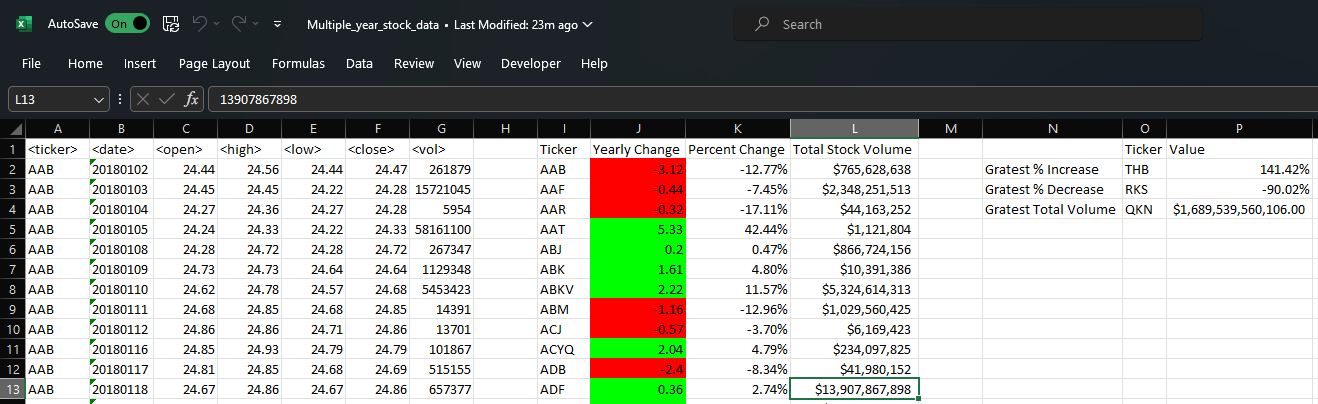 AutoSave On Multiple_year_stock_data • Last Modified: 23m ago Search
File Home Insert Page Layout Formulas Data Review View Developer Help
L13 fx 13907867898
A B C D E F G H I J K L M N O P
1 <ticker> <date> <open> <high> <low> <close> <vol> Ticker Yearly Change Percent Change Total Stock Volume Ticker Value
2 AAB 20180102 24.44 24.56 24.44 24.47 261879 AAB -3.12 -12.77% $765,628,638 Gratest % Increase THB 141.42%
3 AAB 20180103 24.45 24.45 24.22 24.28 15721045 AAF -0.44 -7.45% $2,348,251,513 Gratest % Decrease RKS -90.02%
4 AAB 20180104 24.27 24.36 24.27 24.28 5954 AAR -0.32 -17.11% $44,163,252 Gratest Total Volume QKN $1,689,539,560,106.00
5 AAB 20180105 24.24 24.33 24.22 24.33 58161100 AAT 5.33 42.44% $1,121,804
6 AAB 20180108 24.28 24.72 24.28 24.72 267347 ABJ 0.2 0.47% $866,724,156
7 AAB 20180109 24.73 24.73 24.64 24.64 1129348 ABK 1.61 4.80% $10,391,386
8 AAB 20180110 24.62 24.78 24.57 24.68 5453423 ABKV 2.22 11.57% $5,324,614,313
9 AAB 20180111 24.68 24.85 24.68 24.85 14391 ABM -1.16 -12.96% $1,029,560,425
10 AAB 20180112 24.86 24.86 24.71 24.86 13701 ACJ -0.57 -3.70% $6,169,423
11 AAB 20180116 24.85 24.93 24.79 24.79 101867 ACYQ 2.04 4.79% $234,097,825
12 AAB 20180117 24.81 24.85 24.68 24.69 515155 ADB -2.4 -8.34% $41,980,152
13 AAB 20180118 24.67 24.86 24.67 24.86 657377 ADF 0.36 2.74% $13,907,867,898